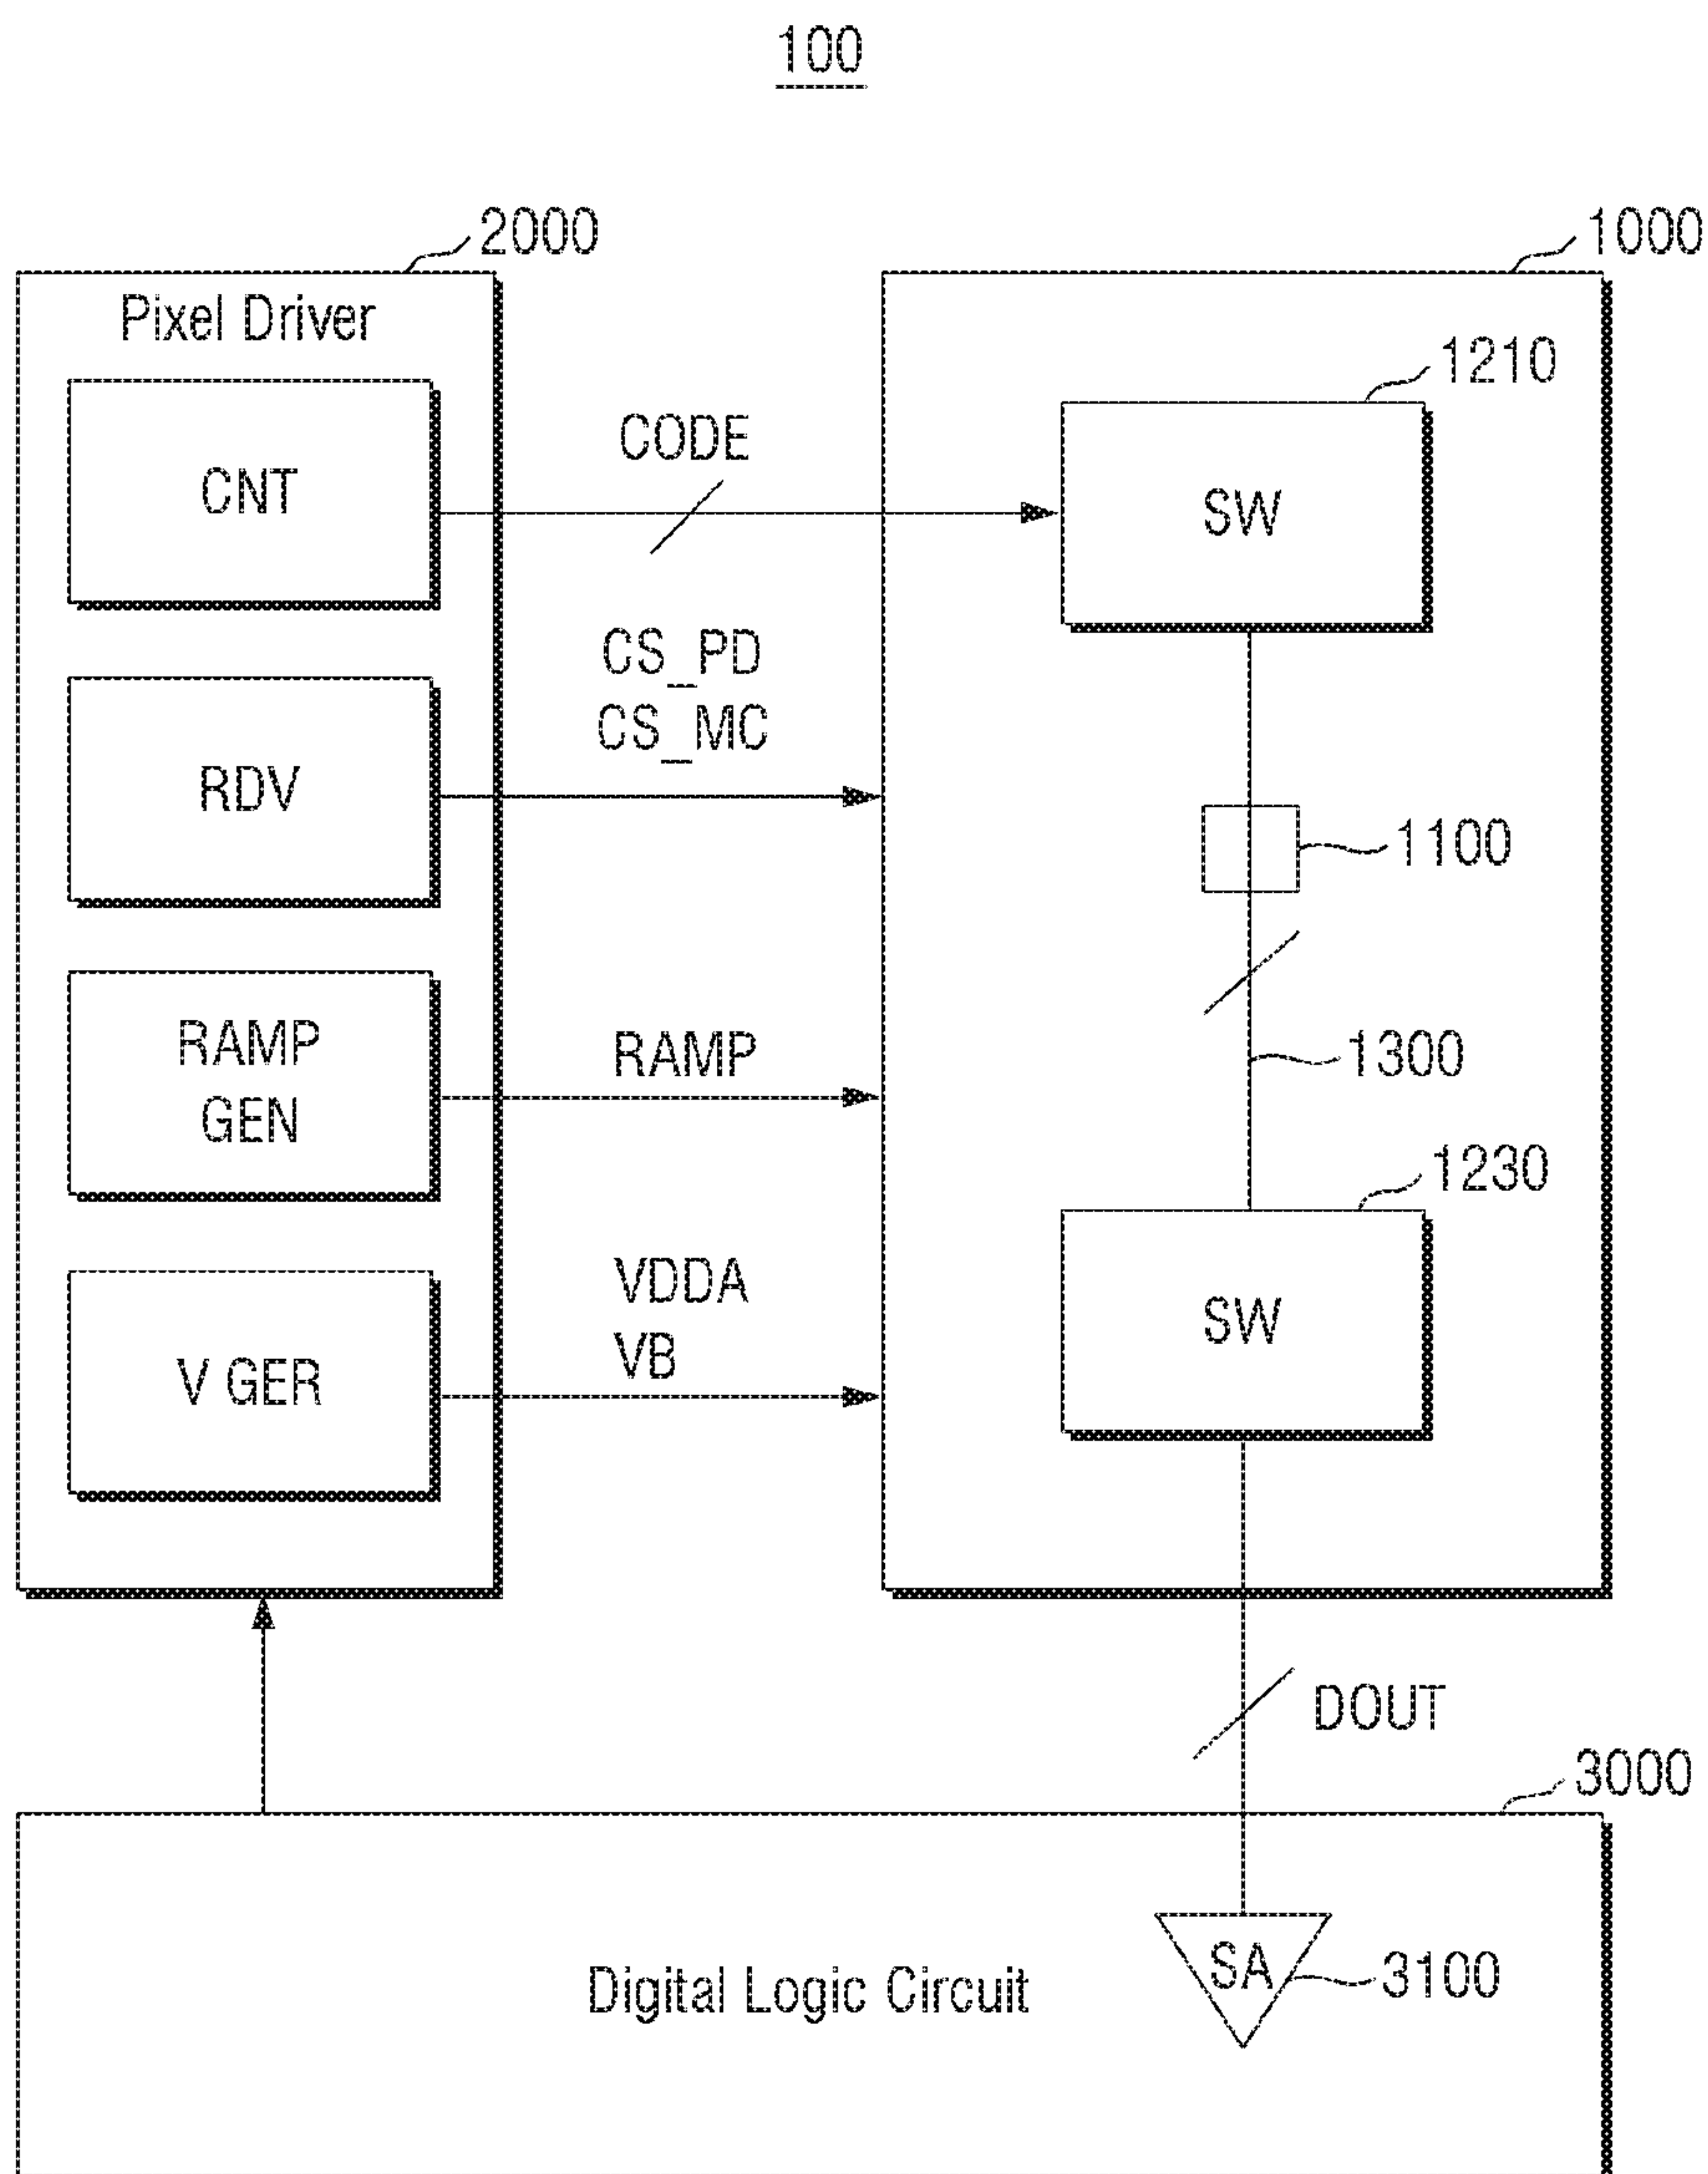 100
2000
1000
Pixel Driver
1210
CNT
CODE
SW
CS_PD
CS_MC
RDV
1100
RAMP
GEN
RAMP
1300
1230
VDDA
VB
V GER
SW
DOUT
3000
Digital Logic Circuit
SA
3100